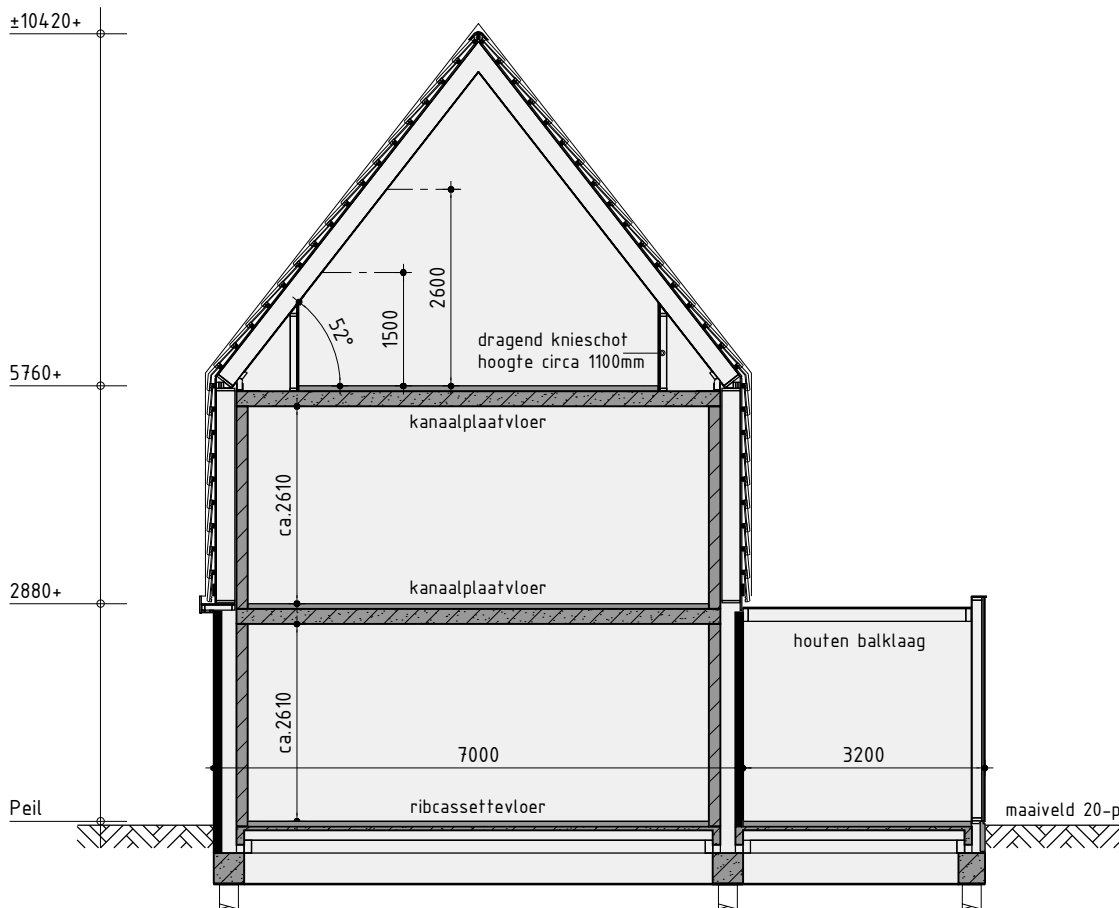 ±10420+
2600
1500
52°
dragend knieschot
hoogte circa 1100mm
5760+
kanaalplaatvloer
ca.2610
kanaalplaatvloer
2880+
houten balklaag
ca.2610
7000
3200
Peil
ribcassettevloer
maaiveld 20-p